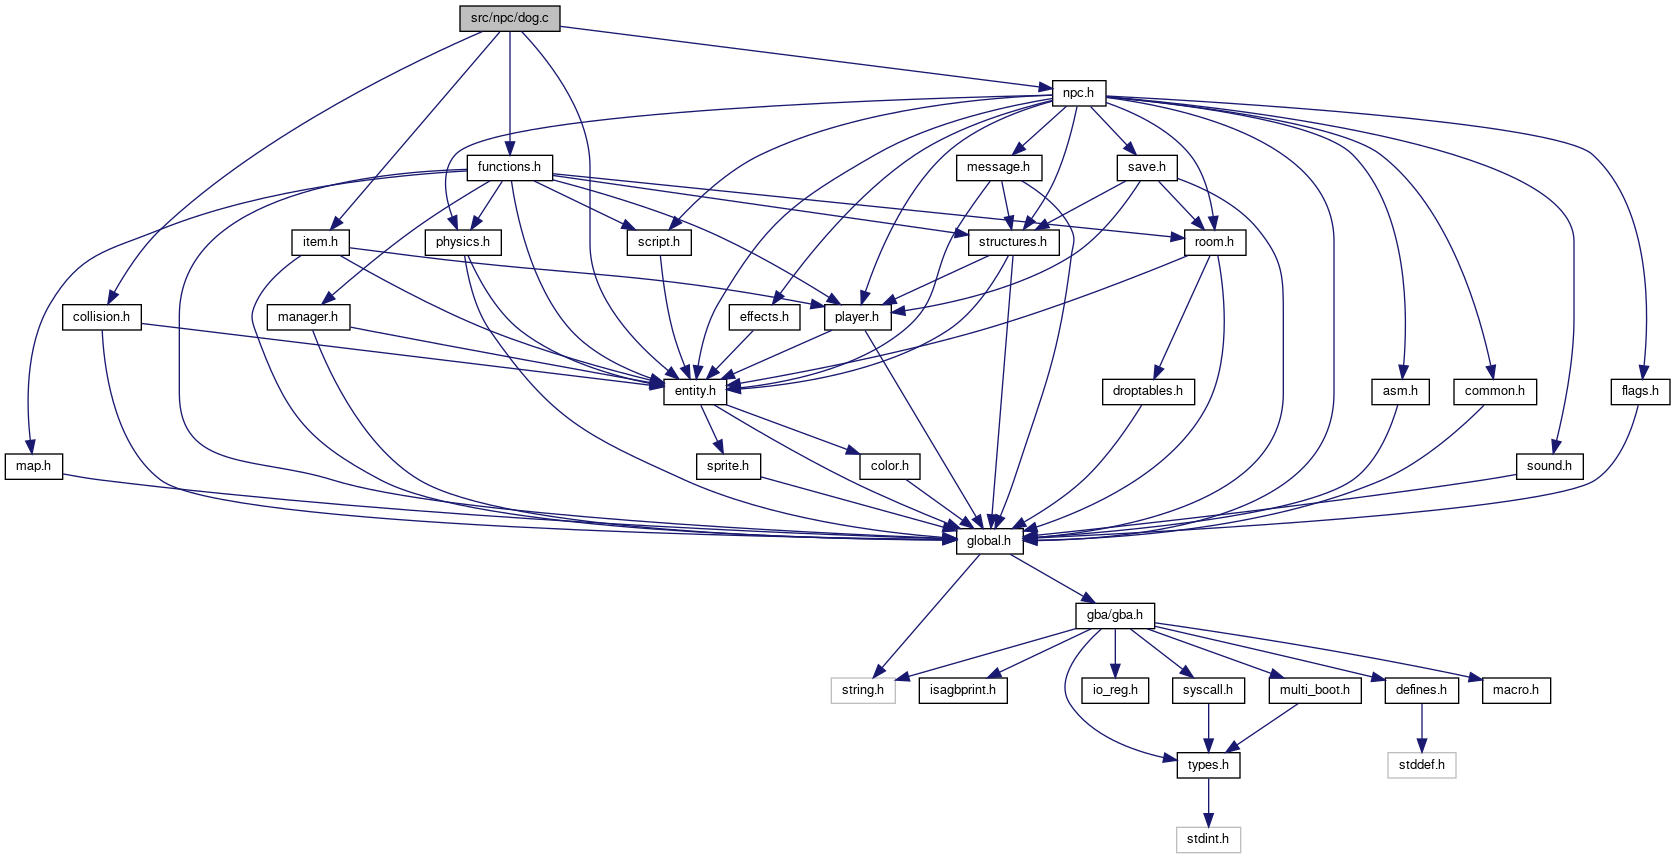 src/npc/dog.c
npc.h
functions.h
message.h
save.h
item.h
physics.h
script.h
structures.h
room.h
collision.h
manager.h
effects.h
player.h
entity.h
droptables.h
asm.h
common.h
flags.h
map.h
sprite.h
color.h
sound.h
global.h
gba/gba.h
string.h
isagbprint.h
io_reg.h
syscall.h
multi_boot.h
defines.h
macro.h
types.h
stddef.h
stdint.h